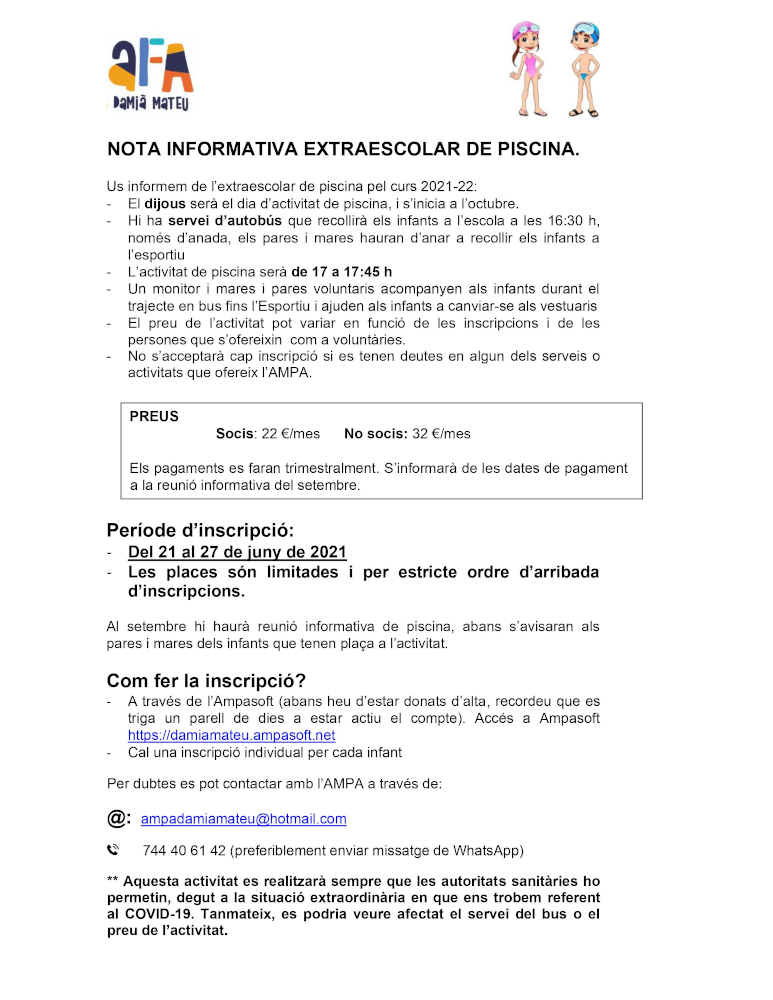 aFA
DaMià MaTEU
NOTA INFORMATIVA EXTRAESCOLAR DE PISCINA.
Us informem de l’extraescolar de piscina pel curs 2021-22:
- El dijous serà el dia d’activitat de piscina, i s’inicia a l’octubre.
- Hi ha servei d’autobús que recollirà els infants a l’escola a les 16:30 h,
només d’anada, els pares i mares hauran d’anar a recollir els infants a
l’esportiu
- L’activitat de piscina serà de 17 a 17:45 h
- Un monitor i mares i pares voluntaris acompanyen als infants durant el
trajecte en bus fins l’Esportiu i ajuden als infants a canviar-se als vestuaris
- El preu de l’activitat pot variar en funció de les inscripcions i de les
persones que s’ofereixin com a voluntàries.
- No s’acceptarà cap inscripció si es tenen deutes en algun dels serveis o
activitats que ofereix l’AMPA.
PREUS
Socis: 22 €/mes No socis: 32 €/mes
Els pagaments es faran trimestralment. S’informarà de les dates de pagament
a la reunió informativa del setembre.
Període d’inscripció:
- Del 21 al 27 de juny de 2021
- Les places són limitades i per estricte ordre d’arribada
d’inscripcions.
Al setembre hi haurà reunió informativa de piscina, abans s’avisaran als
pares i mares dels infants que tenen plaça a l’activitat.
Com fer la inscripció?
- A través de l’Ampasoft (abans heu d’estar donats d’alta, recordeu que es
triga un parell de dies a estar actiu el compte). Accés a Ampasoft
https://damiamateu.ampasoft.net
- Cal una inscripció individual per cada infant
Per dubtes es pot contactar amb l’AMPA a través de:
@: ampadamiamateu@hotmail.com
744 40 61 42 (preferiblement enviar missatge de WhatsApp)
** Aquesta activitat es realitzarà sempre que les autoritats sanitàries ho
permetin, degut a la situació extraordinària en que ens trobem referent
al COVID-19. Tanmateix, es podria veure afectat el servei del bus o el
preu de l’activitat.